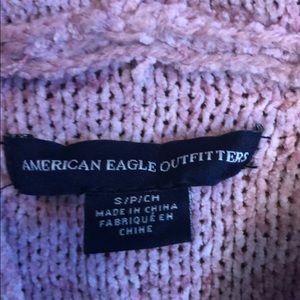 AMERICAN EAGLE OUTFITTERS
S/P/CH
MADE IN CHINA
FABRIQUÉ EN
CHINE